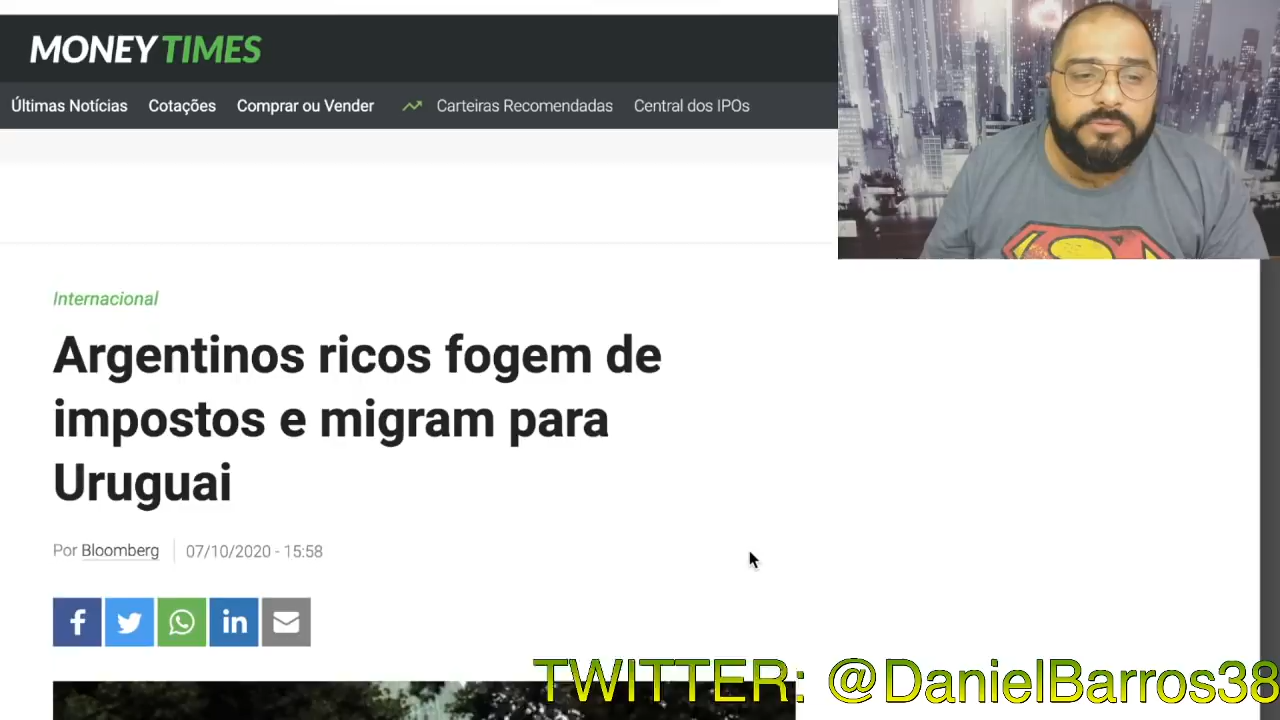 MONEY TIMES
Últimas Notícias Cotações Comprar ou Vender Carteiras Recomendadas Central dos IPOs
Internacional
Argentinos ricos fogem de
impostos e migram para
Uruguai
Por Bloomberg 07/10/2020 - 15:58
TWITTER: @DanielBarros38